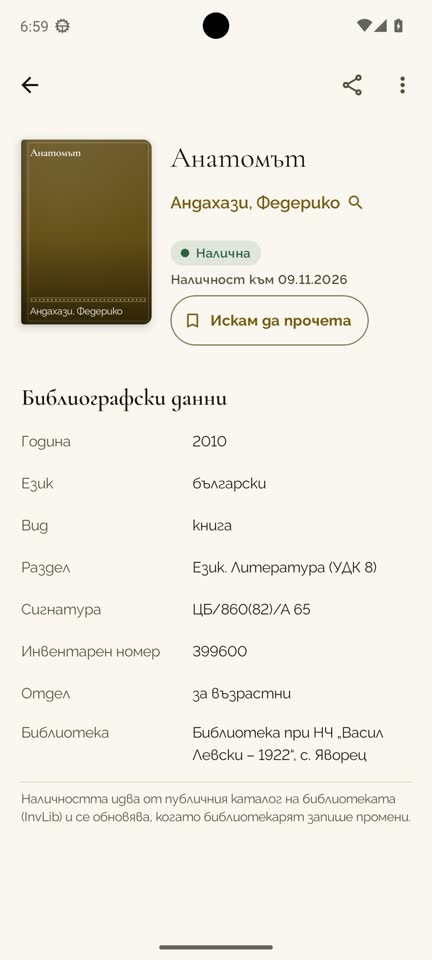 6:59
Анатомът
Анатомът
Андахази, Федерико
Налична
Наличност към 09.11.2026
Андахази, Федерико
Искам да прочета
Библиографски данни
Година 2010
Език български
Вид книга
Раздел Език. Литература (УДК 8)
Сигнатура ЦБ/860(82)/А 65
Инвентарен номер 399600
Отдел за възрастни
Библиотека Библиотека при НЧ „Васил
Левски – 1922“, с. Яворец
Наличността идва от публичния каталог на библиотеката
(InvLib) и се обновява, когато библиотекарят запише промени.